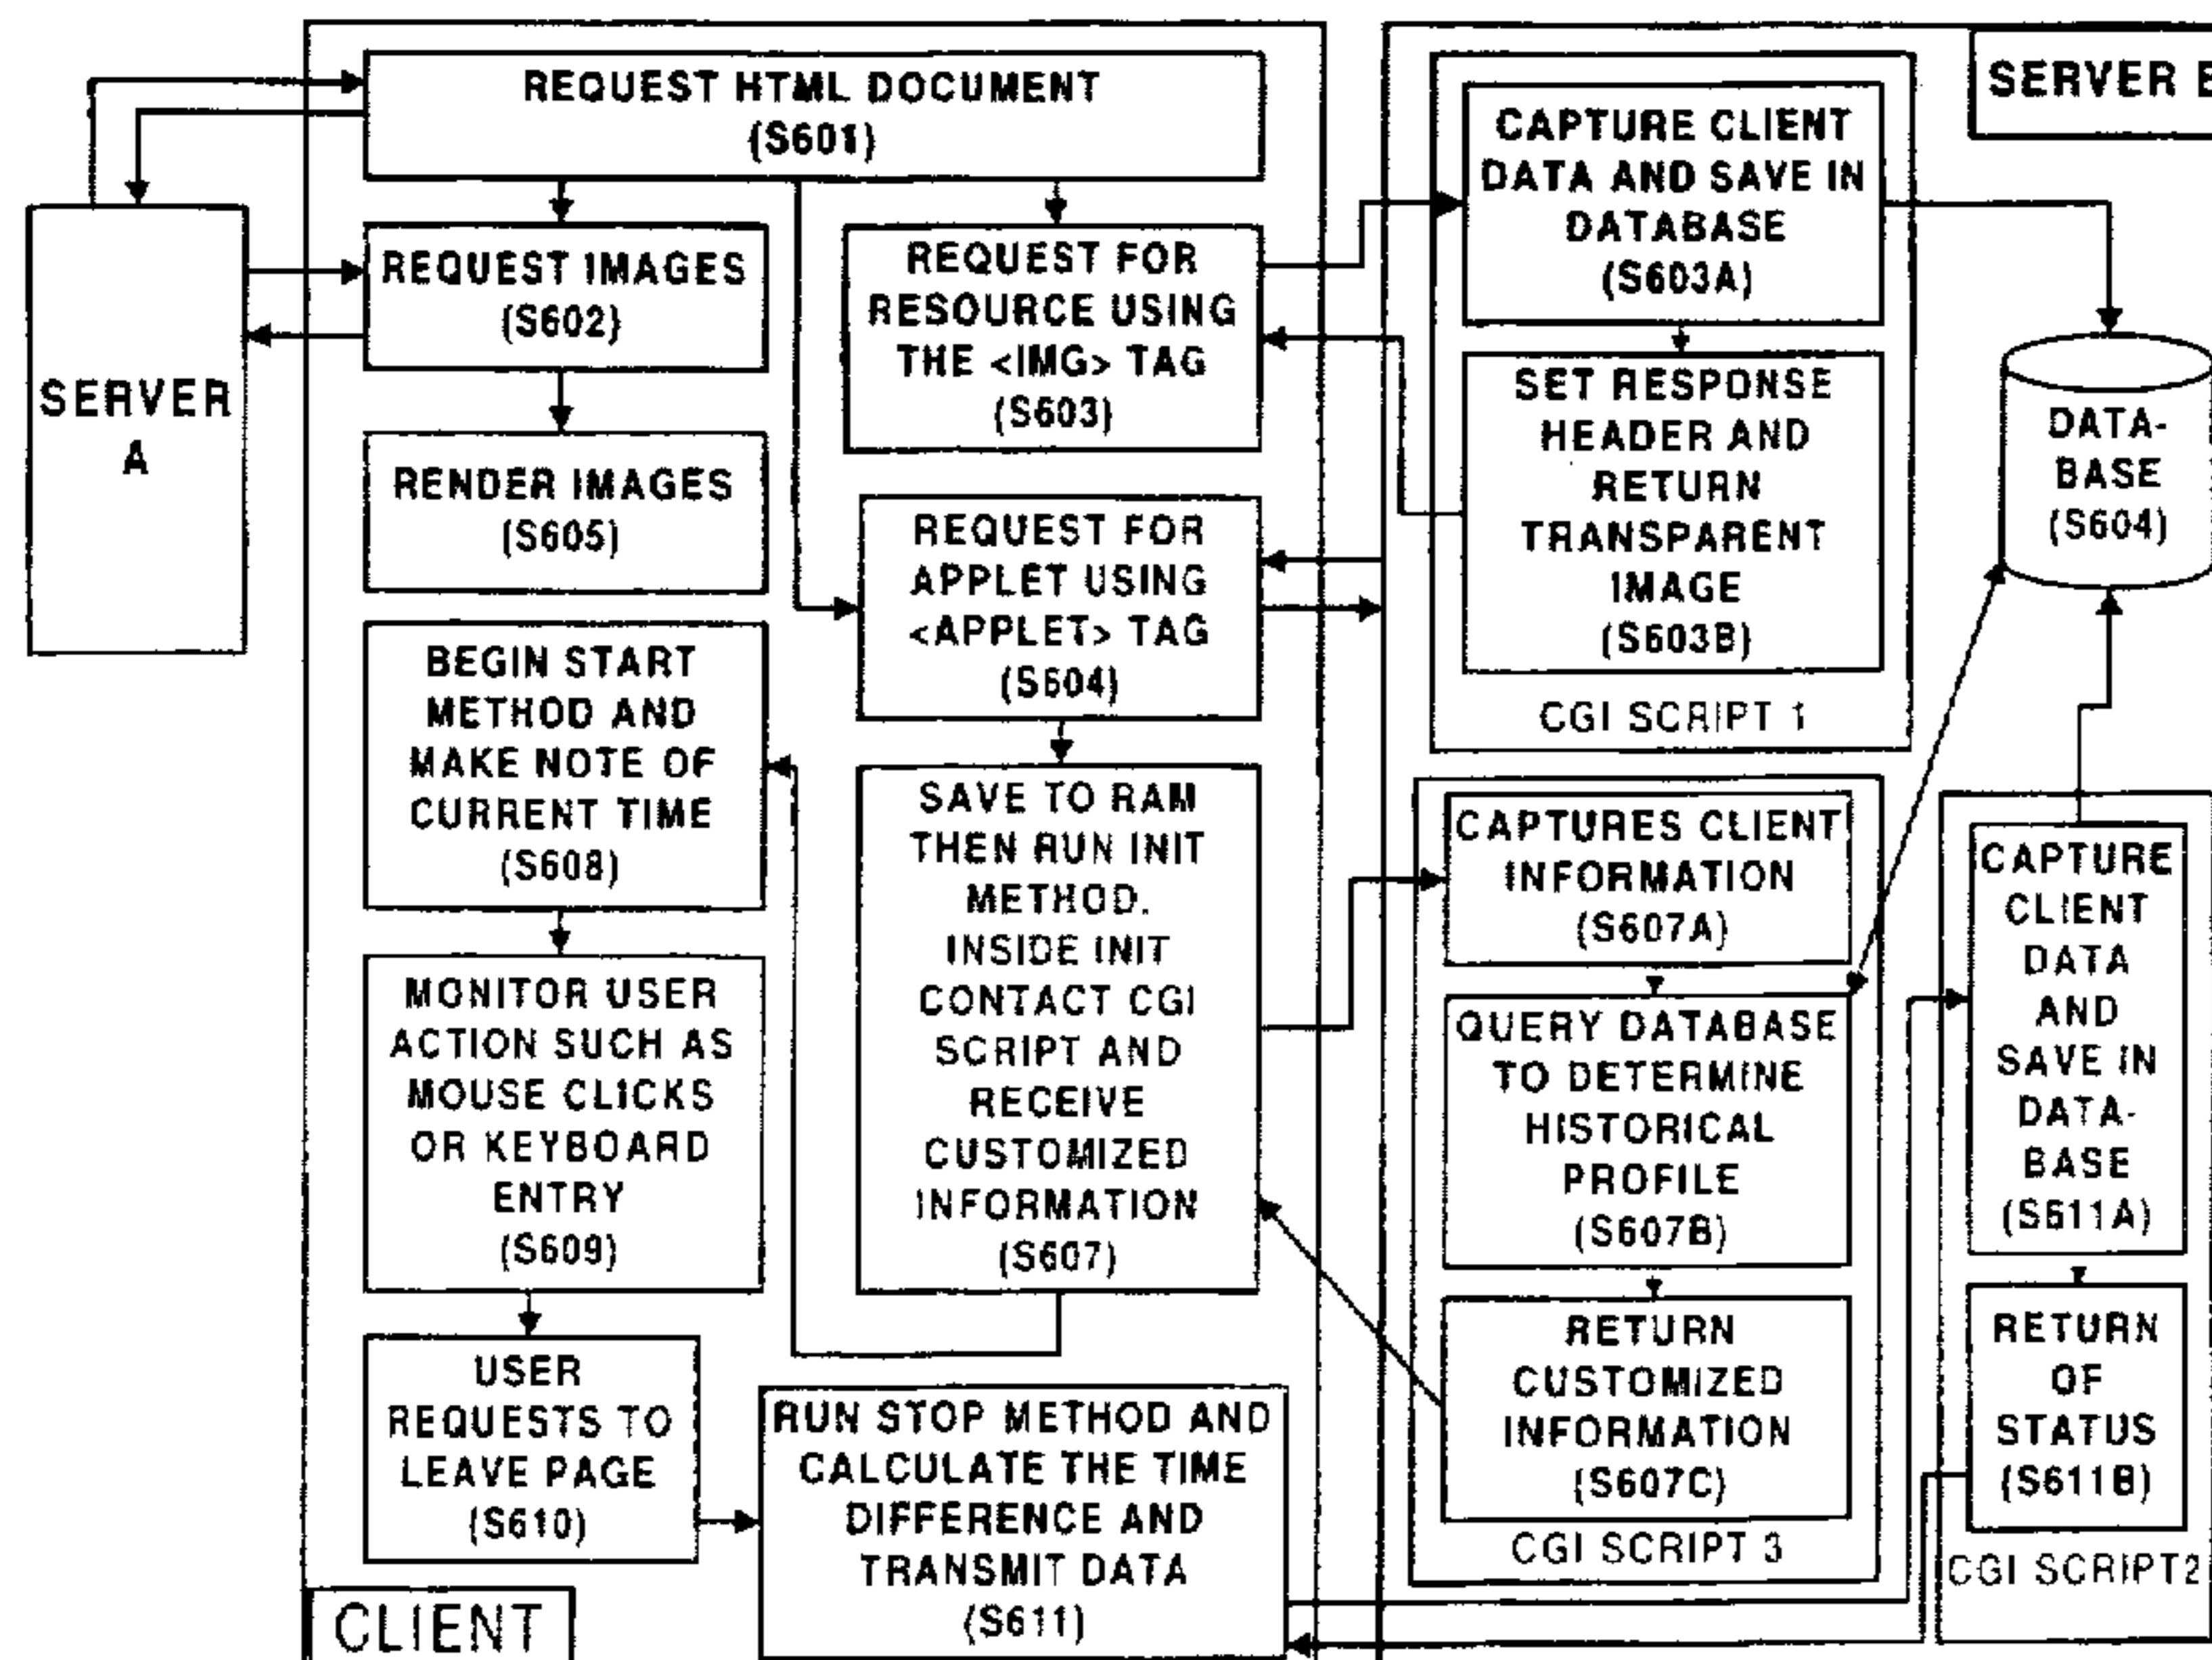 REQUEST HTML DOCUMENT
(S601)
SERVER
A
REQUEST IMAGES
(S602)
RENDER IMAGES
(S605)
REQUEST FOR
RESOURCE USING
THE <IMG> TAG
(S603)
REQUEST FOR
APPLET USING
<APPLET> TAG
(S604)
BEGIN START
METHOD AND
MAKE NOTE OF
CURRENT TIME
(S608)
SAVE TO RAM
THEN RUN INIT
METHOD.
INSIDE INIT
CONTACT CGI
SCRIPT AND
RECEIVE
CUSTOMIZED
INFORMATION
(S607)
MONITOR USER
ACTION SUCH AS
MOUSE CLICKS
OR KEYBOARD
ENTRY
(S609)
USER
REQUESTS TO
LEAVE PAGE
(S610)
RUN STOP METHOD AND
CALCULATE THE TIME
DIFFERENCE AND
TRANSMIT DATA
(S611)
CLIENT
SERVER B
CAPTURE CLIENT
DATA AND SAVE IN
DATABASE
(S603A)
SET RESPONSE
HEADER AND
RETURN
TRANSPARENT
IMAGE
(S603B)
CGI SCRIPT 1
DATA-
BASE
(S604)
CAPTURES CLIENT
INFORMATION
(S607A)
QUERY DATABASE
TO DETERMINE
HISTORICAL
PROFILE
(S607B)
RETURN
CUSTOMIZED
INFORMATION
(S607C)
CGI SCRIPT 3
CAPTURE
CLIENT
DATA
AND
SAVE IN
DATA-
BASE
(S611A)
RETURN
OF
STATUS
(S611B)
CGI SCRIPT2